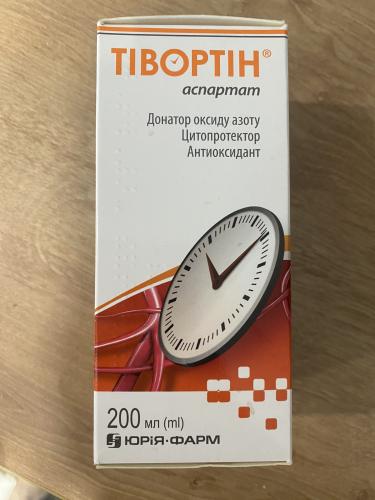 ТІВОРТІН®
аспартат
Донатор оксиду азоту
Цитопротектор
Антиоксидант
200 мл (ml)
ЮРіЯ·ФАРМ